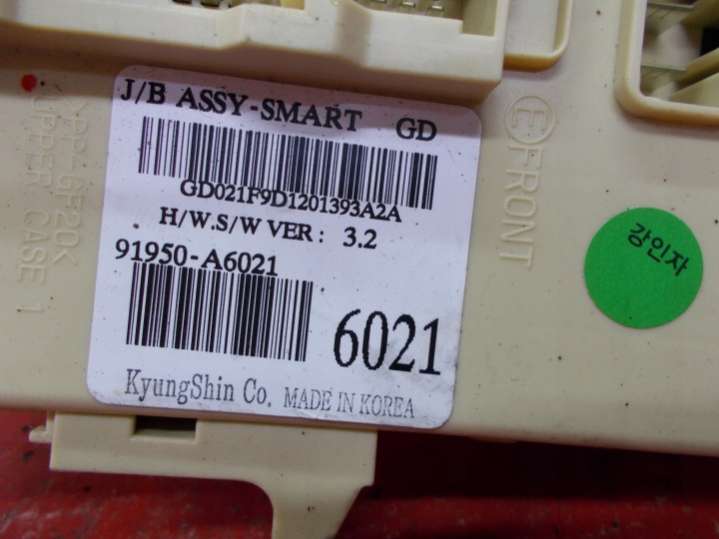 J/B ASSY-SMART GD
GD021F9D1201393A2A
H/W.S/W VER : 3.2
91950-A6021
6021
KyungShin Co. MADE IN KOREA
E FRONT
강인자
UPPER CASE 1